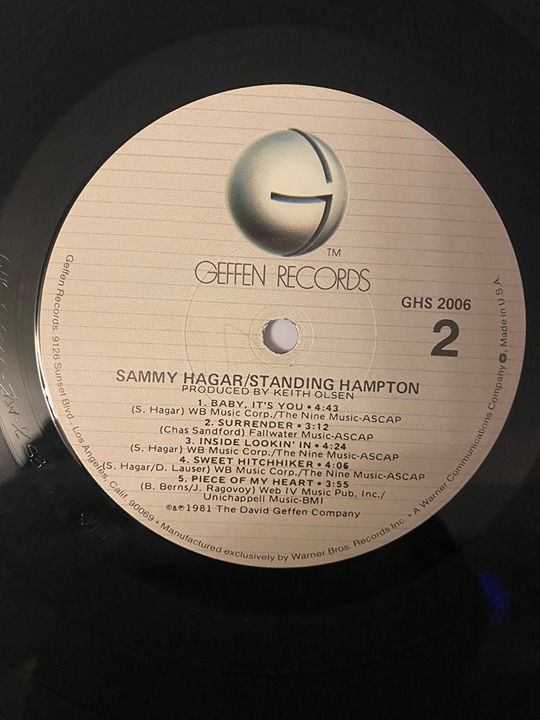 G
TM
GEFFEN RECORDS
GHS 2006
2
SAMMY HAGAR/STANDING HAMPTON
PRODUCED BY KEITH OLSEN
1. BABY, IT'S YOU • 4:43
(S. Hagar) WB Music Corp./The Nine Music-ASCAP
2. SURRENDER • 3:12
(Chas Sandford) Fallwater Music-ASCAP
3. INSIDE LOOKIN' IN • 4:24
(S. Hagar) WB Music Corp./The Nine Music-ASCAP
4. SWEET HITCHHIKER • 4:06
(S. Hagar/D. Lauser) WB Music Corp./The Nine Music-ASCAP
5. PIECE OF MY HEART • 3:55
(B. Berns/J. Ragovoy) Web IV Music Pub, Inc./
Unichappell Music-BMI
©&℗ 1981 The David Geffen Company
Geffen Records, 9126 Sunset Blvd., Los Angeles, Calif. 90069 • Manufactured exclusively by Warner Bros. Records Inc. • A Warner Communications Company, Made in U.S.A.